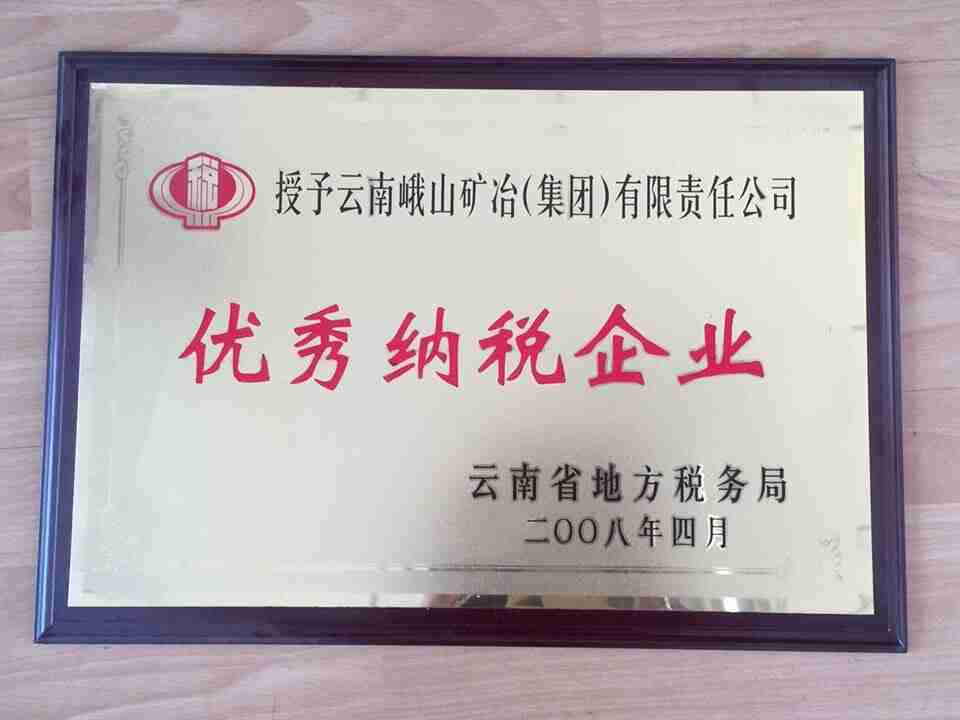 税
授予云南峨山矿冶(集团)有限责任公司
优秀纳税企业
云南省地方税务局
二〇〇八年四月